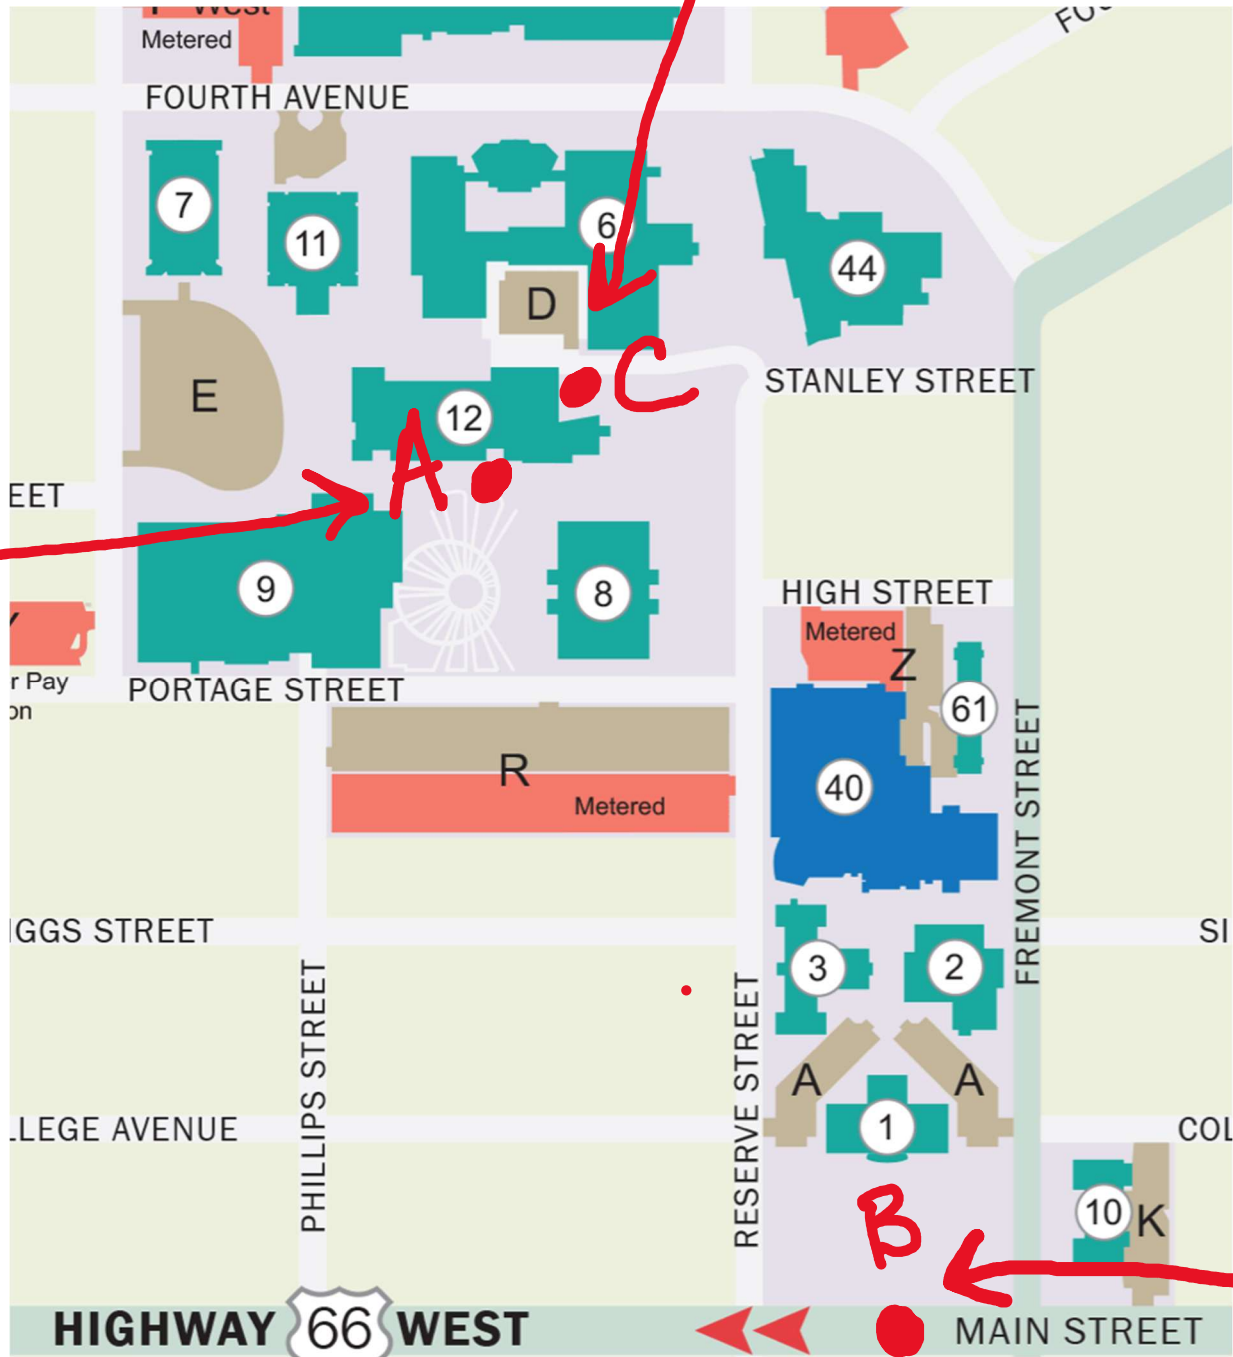 West
Metered
FOURTH AVENUE
7
11
6
44
D
C
STANLEY STREET
E
12
A
EET
9
8
HIGH STREET
Metered
Z
61
r Pay
on
PORTAGE STREET
R
Metered
40
FREMONT STREET
IGGS STREET
SI
3
2
PHILLIPS STREET
RESERVE STREET
A
A
1
LLEGE AVENUE
COL
B
10
K
HIGHWAY 66 WEST
MAIN STREET